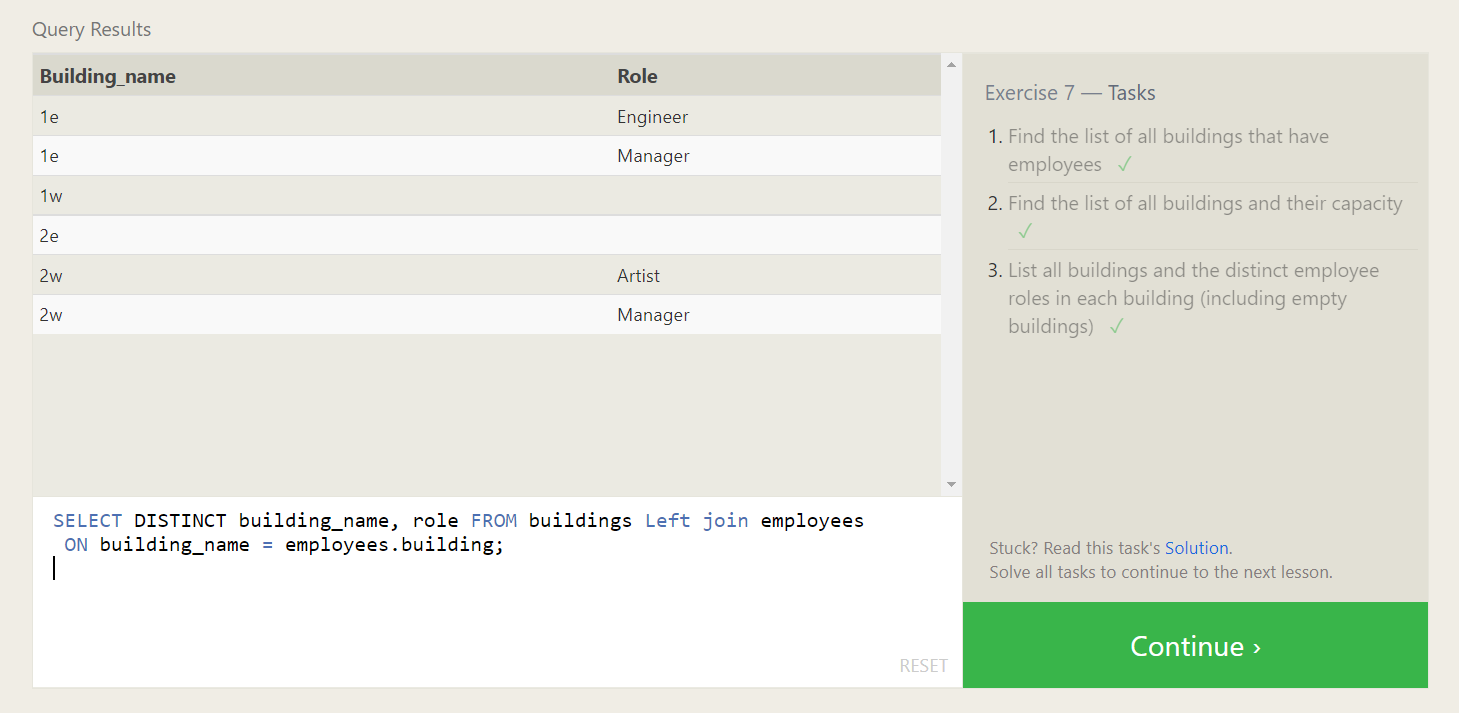 Query Results
Building_name Role
1e Engineer
1e Manager
1w
2e
2w Artist
2w Manager
SELECT DISTINCT building_name, role FROM buildings Left join employees
ON building_name = employees.building;
RESET
Exercise 7 — Tasks
1. Find the list of all buildings that have
employees ✓
2. Find the list of all buildings and their capacity
✓
3. List all buildings and the distinct employee
roles in each building (including empty
buildings) ✓
Stuck? Read this task's Solution.
Solve all tasks to continue to the next lesson.
Continue ›